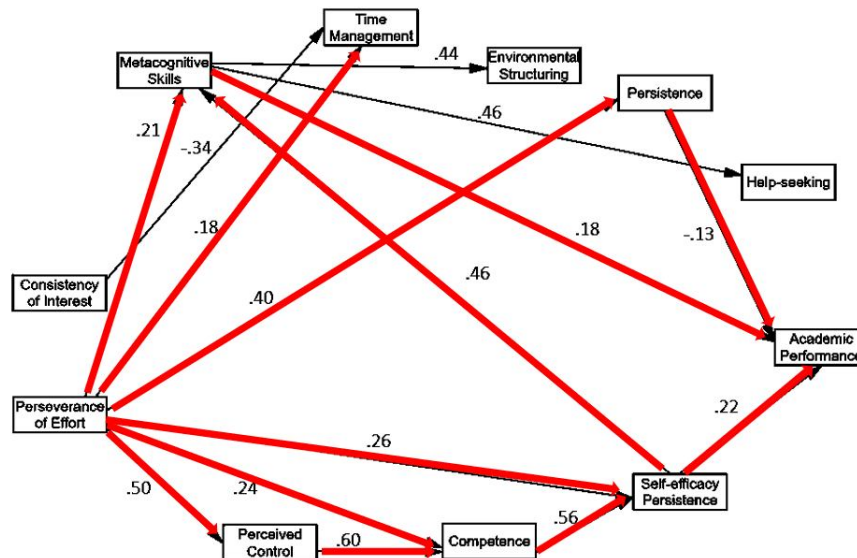 Time
Management
Metacognitive
Skills
.44
Environmental
Structuring
Persistence
.21
-.34
.46
Help-seeking
.18
.18
-.13
Consistency
of Interest
.40
.46
Academic
Performance
Perseverance
of Effort
.22
.26
.50
.24
Self-efficacy
Persistence
.56
Perceived
Control
.60
Competence